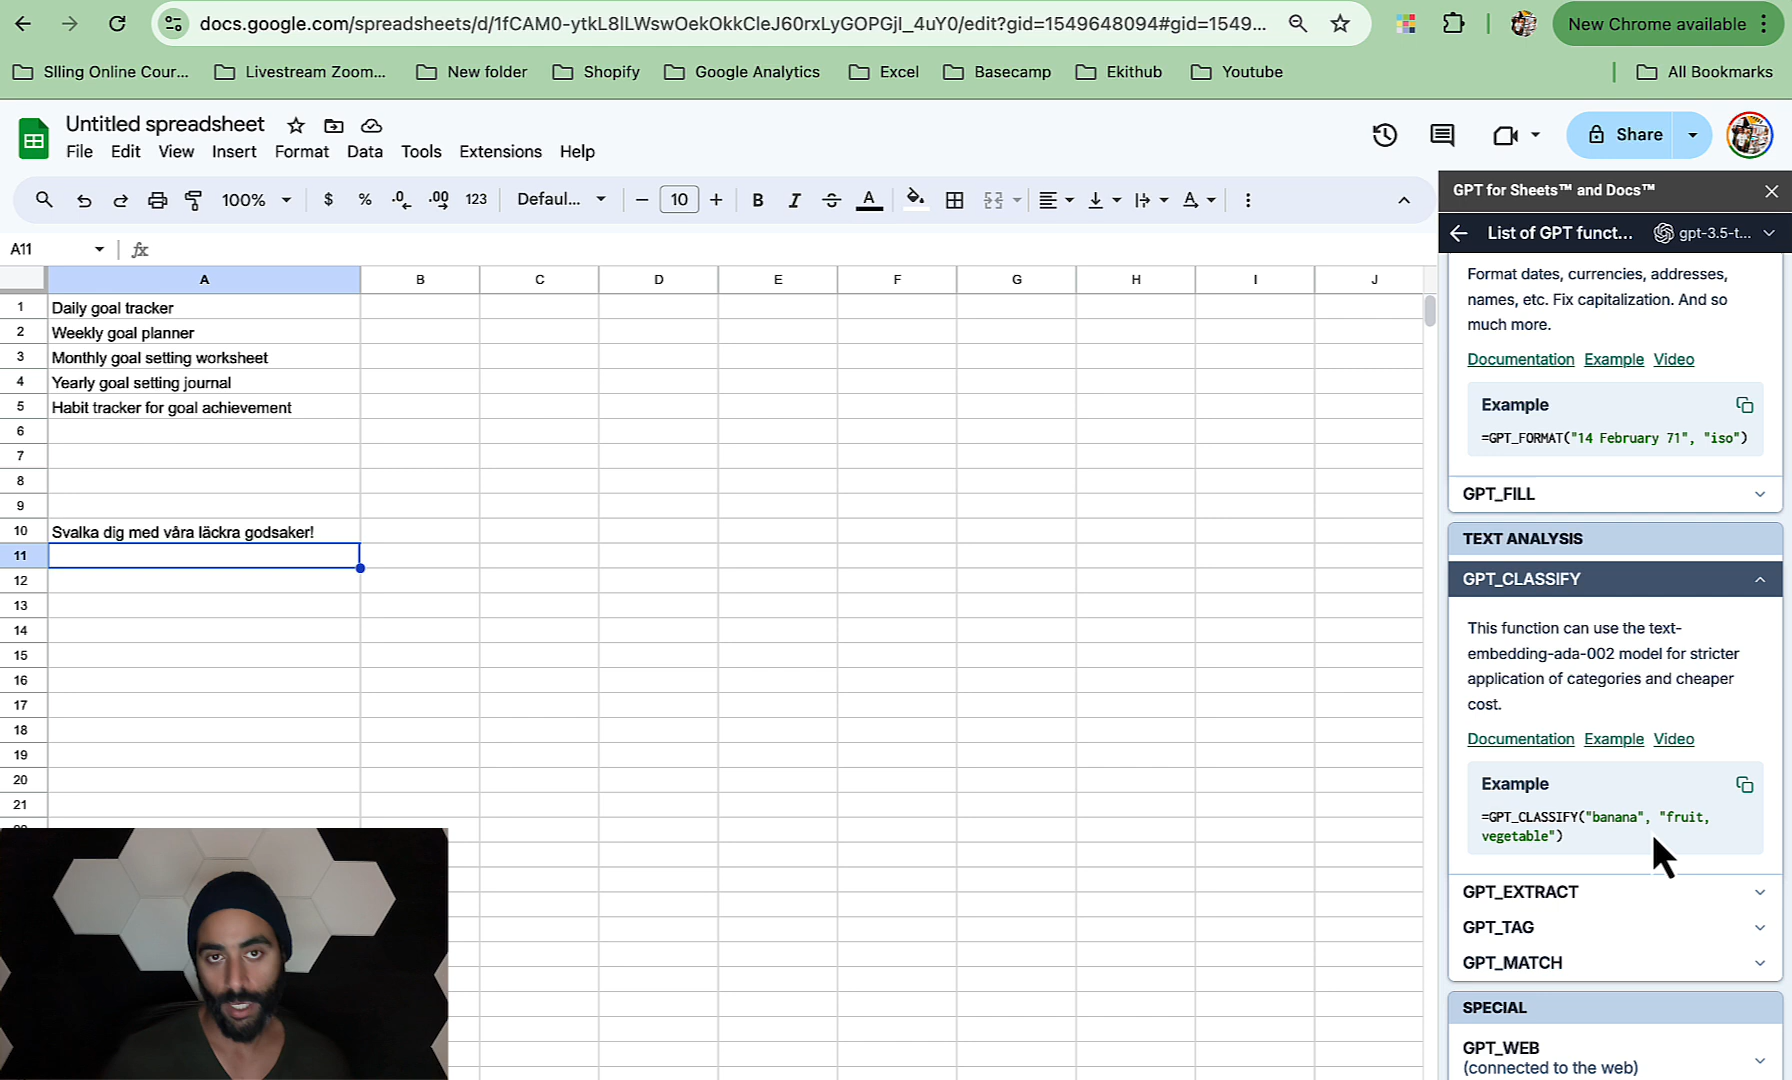 docs.google.com/spreadsheets/d/1fCAM0-ytkL8lLWswOekOkkCleJ60rxLyGOPGjI_4uY0/edit?gid=1549648094#gid=1549...
New Chrome available
Slling Online Cour...
Livestream Zoom...
New folder
Shopify
Google Analytics
Excel
Basecamp
Ekithub
Youtube
All Bookmarks
Untitled spreadsheet
File Edit View Insert Format Data Tools Extensions Help
Share
100% $ % .0 .00 123 Defaul... − 10 + B I A
A11
fx
A B C D E F G H I J
1 Daily goal tracker
2 Weekly goal planner
3 Monthly goal setting worksheet
4 Yearly goal setting journal
5 Habit tracker for goal achievement
6
7
8
9
10 Svalka dig med våra läckra godsaker!
11
12
13
14
15
16
17
18
19
20
21
GPT for Sheets™ and Docs™
List of GPT funct... gpt-3.5-t...
Format dates, currencies, addresses,
names, etc. Fix capitalization. And so
much more.
Documentation Example Video
Example
=GPT_FORMAT("14 February 71", "iso")
GPT_FILL
TEXT ANALYSIS
GPT_CLASSIFY
This function can use the text-
embedding-ada-002 model for stricter
application of categories and cheaper
cost.
Documentation Example Video
Example
=GPT_CLASSIFY("banana", "fruit,
vegetable")
GPT_EXTRACT
GPT_TAG
GPT_MATCH
SPECIAL
GPT_WEB
(connected to the web)